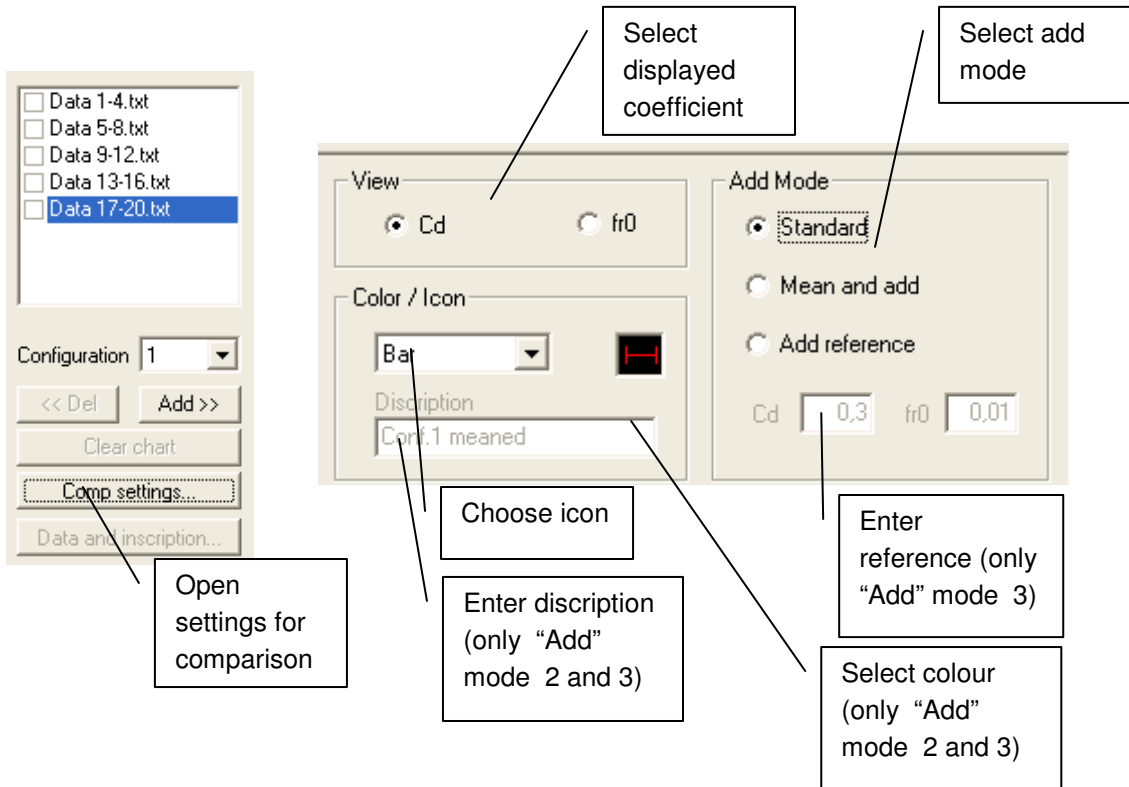 Select
displayed
coefficient
Select add
mode
Data 1-4.txt
Data 5-8.txt
Data 9-12.txt
Data 13-16.txt
Data 17-20.txt
Configuration 1
<< Del Add >>
Clear chart
Comp settings...
Data and inscription...
View
Cd fr0
Color / Icon
Bar
Discription
Conf.1 meaned
Add Mode
Standard
Mean and add
Add reference
Cd 0,3 fr0 0,01
Open
settings for
comparison
Choose icon
Enter discription
(only “Add”
mode 2 and 3)
Enter
reference (only
“Add” mode 3)
Select colour
(only “Add”
mode 2 and 3)